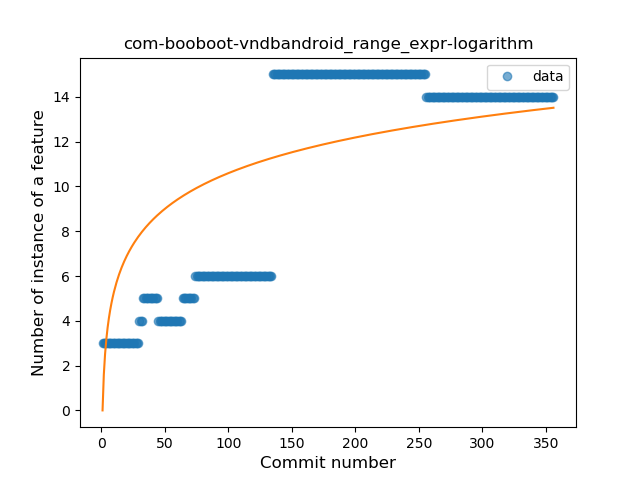 com-booboot-vndbandroid_range_expr-logarithm
data
Number of instance of a feature
14
12
10
8
6
4
2
0
0 50 100 150 200 250 300 350
Commit number